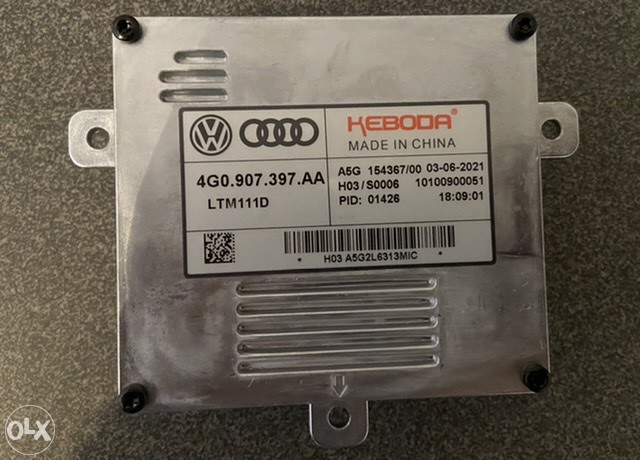 KEBODA®
MADE IN CHINA
4G0.907.397.AA
LTM111D
A5G 154367/00 03-06-2021
H03/S0006 10100900051
PID: 01426 18:09:01
H03 A5G2L6313MIC
OLX